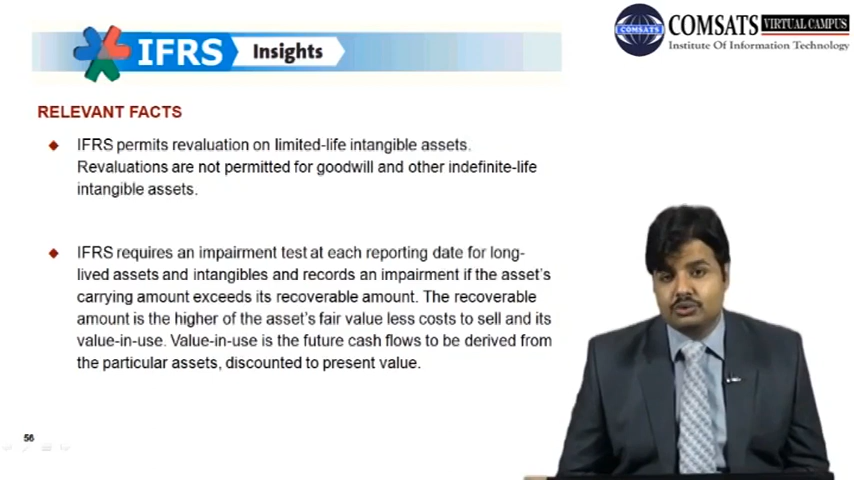 IFRS Insights
COMSATS VIRTUAL CAMPUS
Institute Of Information Technology
COMSATS
RELEVANT FACTS
IFRS permits revaluation on limited-life intangible assets.
Revaluations are not permitted for goodwill and other indefinite-life
intangible assets.
IFRS requires an impairment test at each reporting date for long-
lived assets and intangibles and records an impairment if the asset's
carrying amount exceeds its recoverable amount. The recoverable
amount is the higher of the asset's fair value less costs to sell and its
value-in-use. Value-in-use is the future cash flows to be derived from
the particular assets, discounted to present value.
56